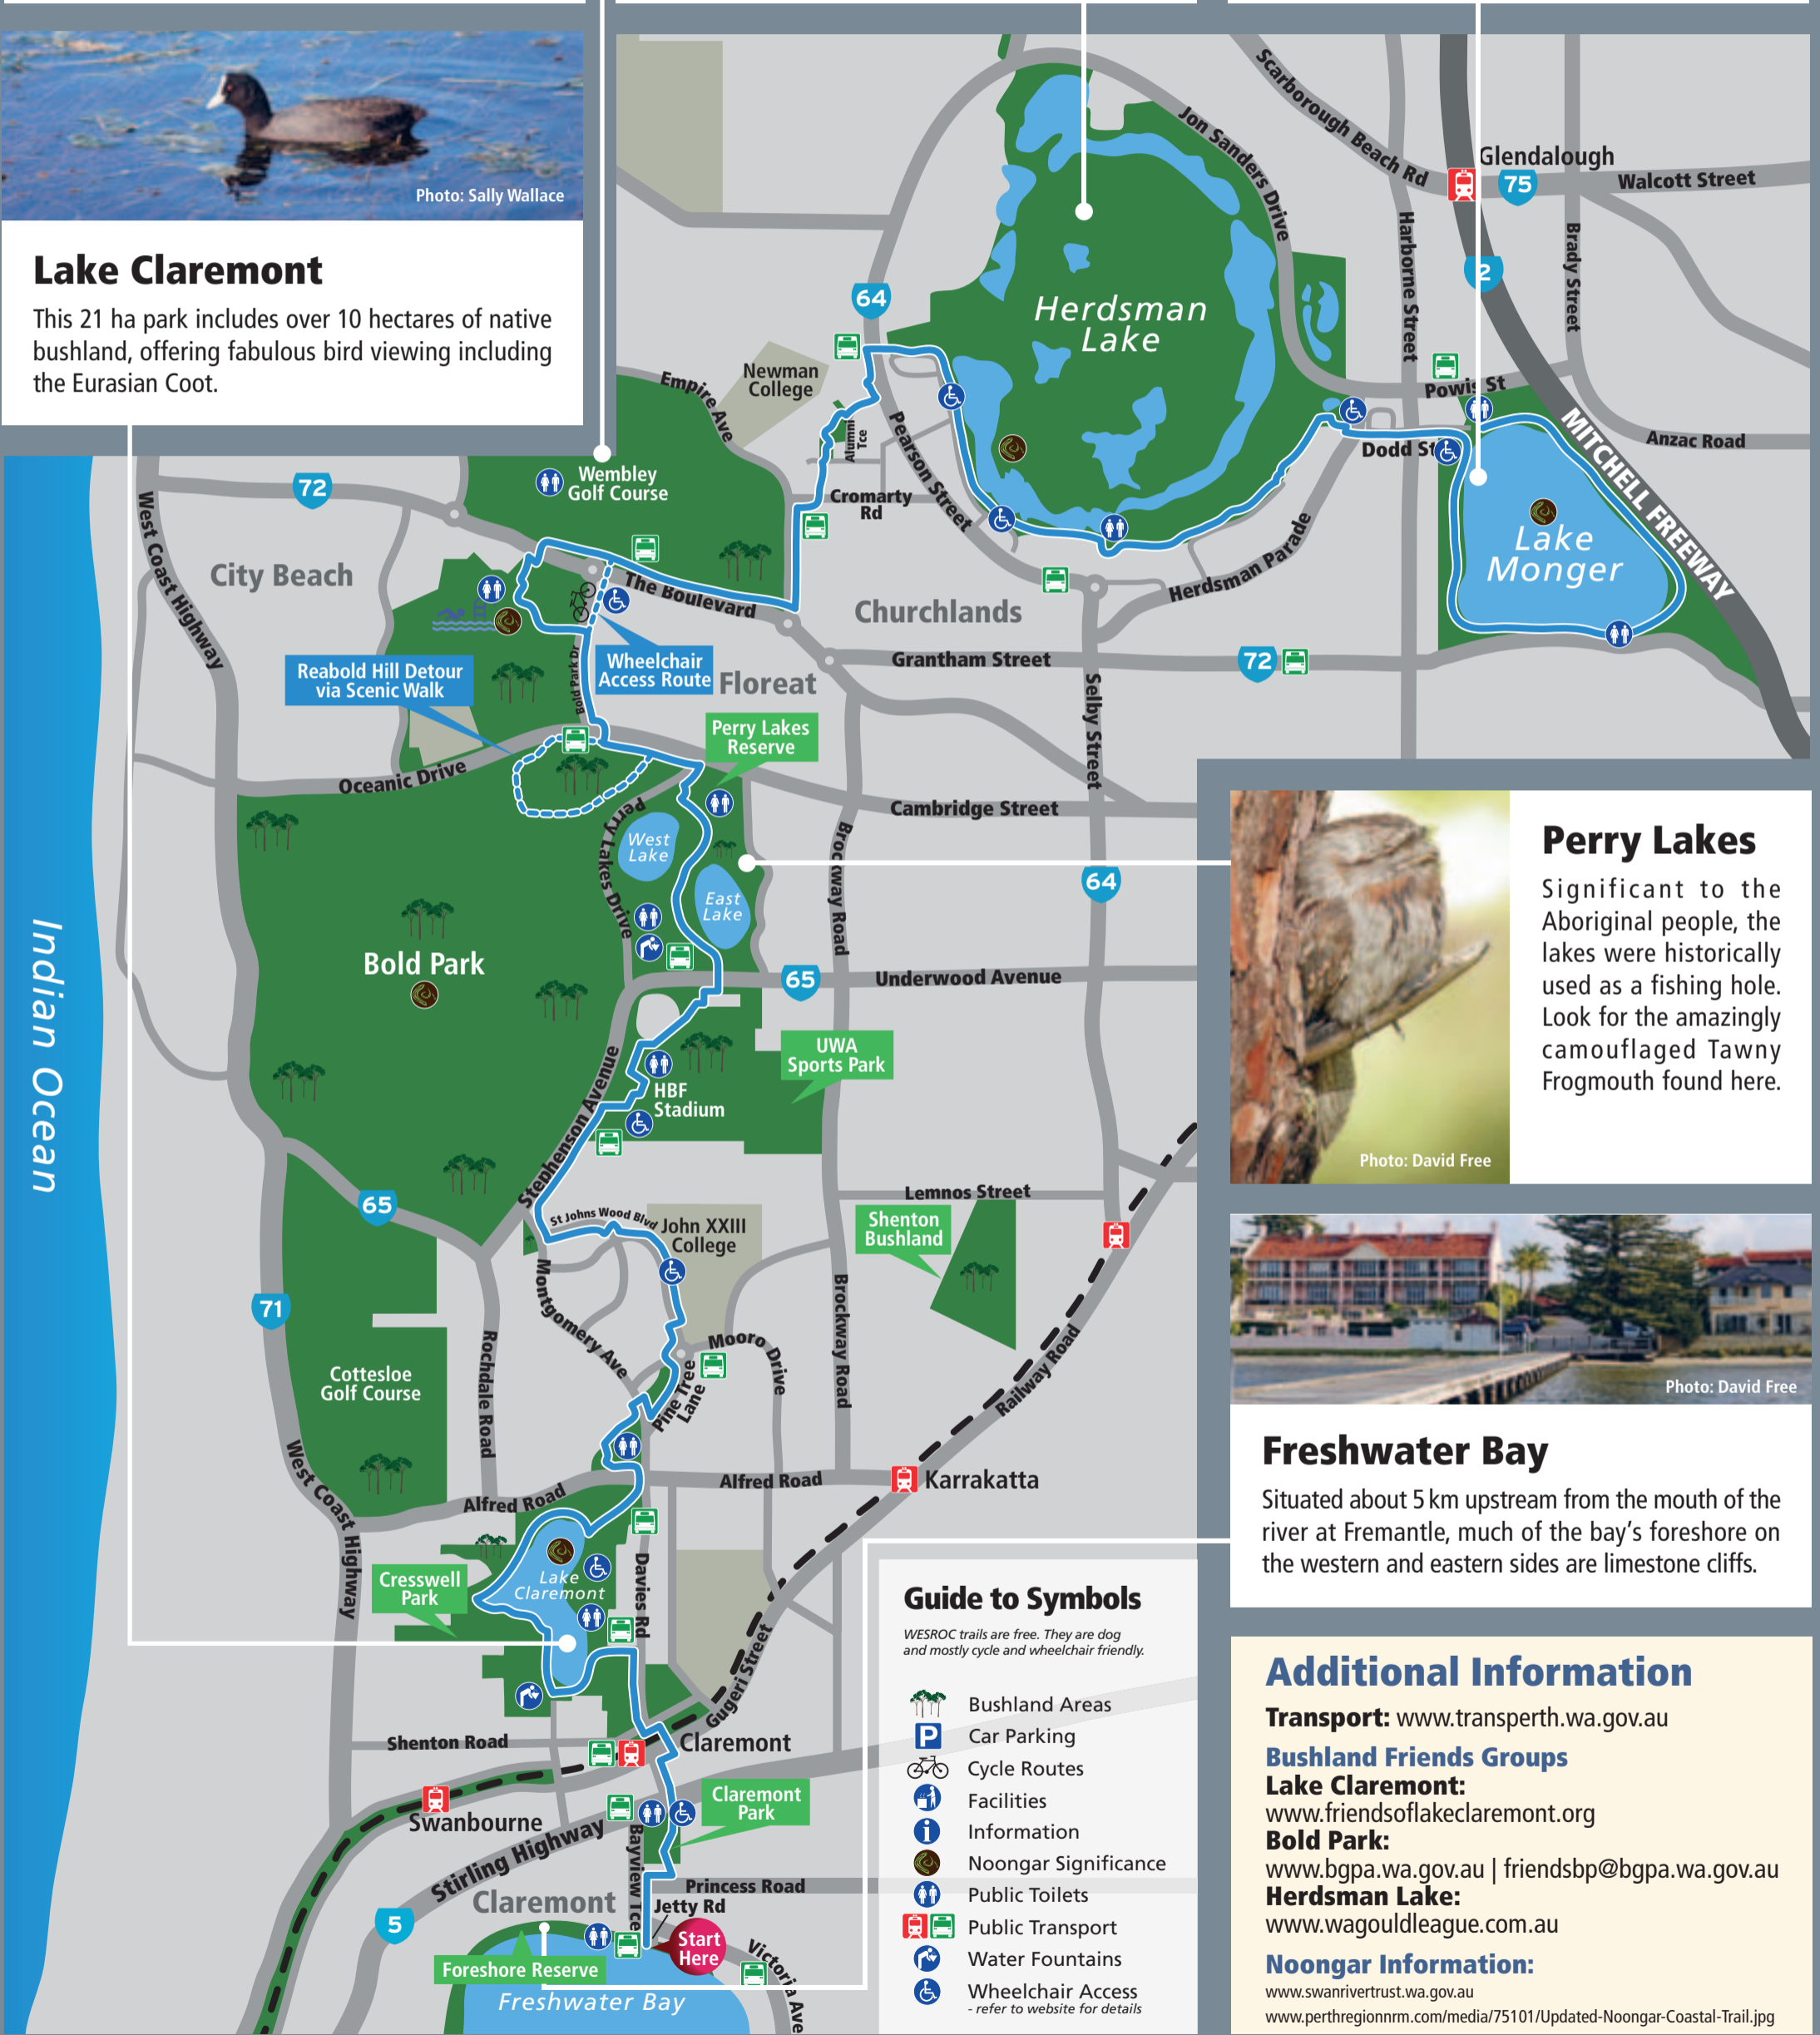 Photo: Sally Wallace
Lake Claremont
This 21 ha park includes over 10 hectares of native
bushland, offering fabulous bird viewing including
the Eurasian Coot.
Scarborough Beach Rd
Jon Sanders Drive
Glendalough
75
Walcott Street
Harborne Street
Brady Street
2
64
Herdsman
Lake
Newman
College
Empire Ave
Alumni
Tce
Pearson Street
Powis St
Dodd St
Anzac Road
MITCHELL FREEWAY
Wembley
Golf Course
Cromarty
Rd
72
West Coast Highway
City Beach
The Boulevard
Churchlands
Herdsman Parade
Lake
Monger
Reabold Hill Detour
via Scenic Walk
Bold Park Dr
Wheelchair
Access Route
Floreat
Grantham Street
72
Selby Street
Perry Lakes
Reserve
Oceanic Drive
Cambridge Street
Perry Lakes Drive
West
Lake
East
Lake
Brockway Road
64
Indian Ocean
Bold Park
65
Underwood Avenue
Perry Lakes
Significant to the
Aboriginal people, the
lakes were historically
used as a fishing hole.
Look for the amazingly
camouflaged Tawny
Frogmouth found here.
Photo: David Free
UWA
Sports Park
HBF
Stadium
Stephenson Avenue
65
St Johns Wood Blvd
John XXIII
College
Lemnos Street
Shenton
Bushland
71
Montgomery Ave
Rochdale Road
Mooro Drive
Brockway Road
Railway Road
Pine Tree
Lane
Cottesloe
Golf Course
Photo: David Free
Freshwater Bay
Situated about 5 km upstream from the mouth of the
river at Fremantle, much of the bay's foreshore on
the western and eastern sides are limestone cliffs.
West Coast Highway
Alfred Road
Alfred Road
Karrakatta
Cresswell
Park
Lake
Claremont
Davies Rd
Gugeri Street
Shenton Road
Claremont
Swanbourne
Stirling Highway
Claremont
Park
Bayview Tce
Princess Road
Claremont
Jetty Rd
5
Start
Here
Victoria Ave
Foreshore Reserve
Freshwater Bay
Guide to Symbols
WESROC trails are free. They are dog
and mostly cycle and wheelchair friendly.
Bushland Areas
P Car Parking
Cycle Routes
Facilities
i Information
Noongar Significance
Public Toilets
Public Transport
Water Fountains
Wheelchair Access
- refer to website for details
Additional Information
Transport: www.transperth.wa.gov.au
Bushland Friends Groups
Lake Claremont:
www.friendsoflakeclaremont.org
Bold Park:
www.bgpa.wa.gov.au | friendsbp@bgpa.wa.gov.au
Herdsman Lake:
www.wagouldleague.com.au
Noongar Information:
www.swanrivertrust.wa.gov.au
www.perthregionnrm.com/media/75101/Updated-Noongar-Coastal-Trail.jpg